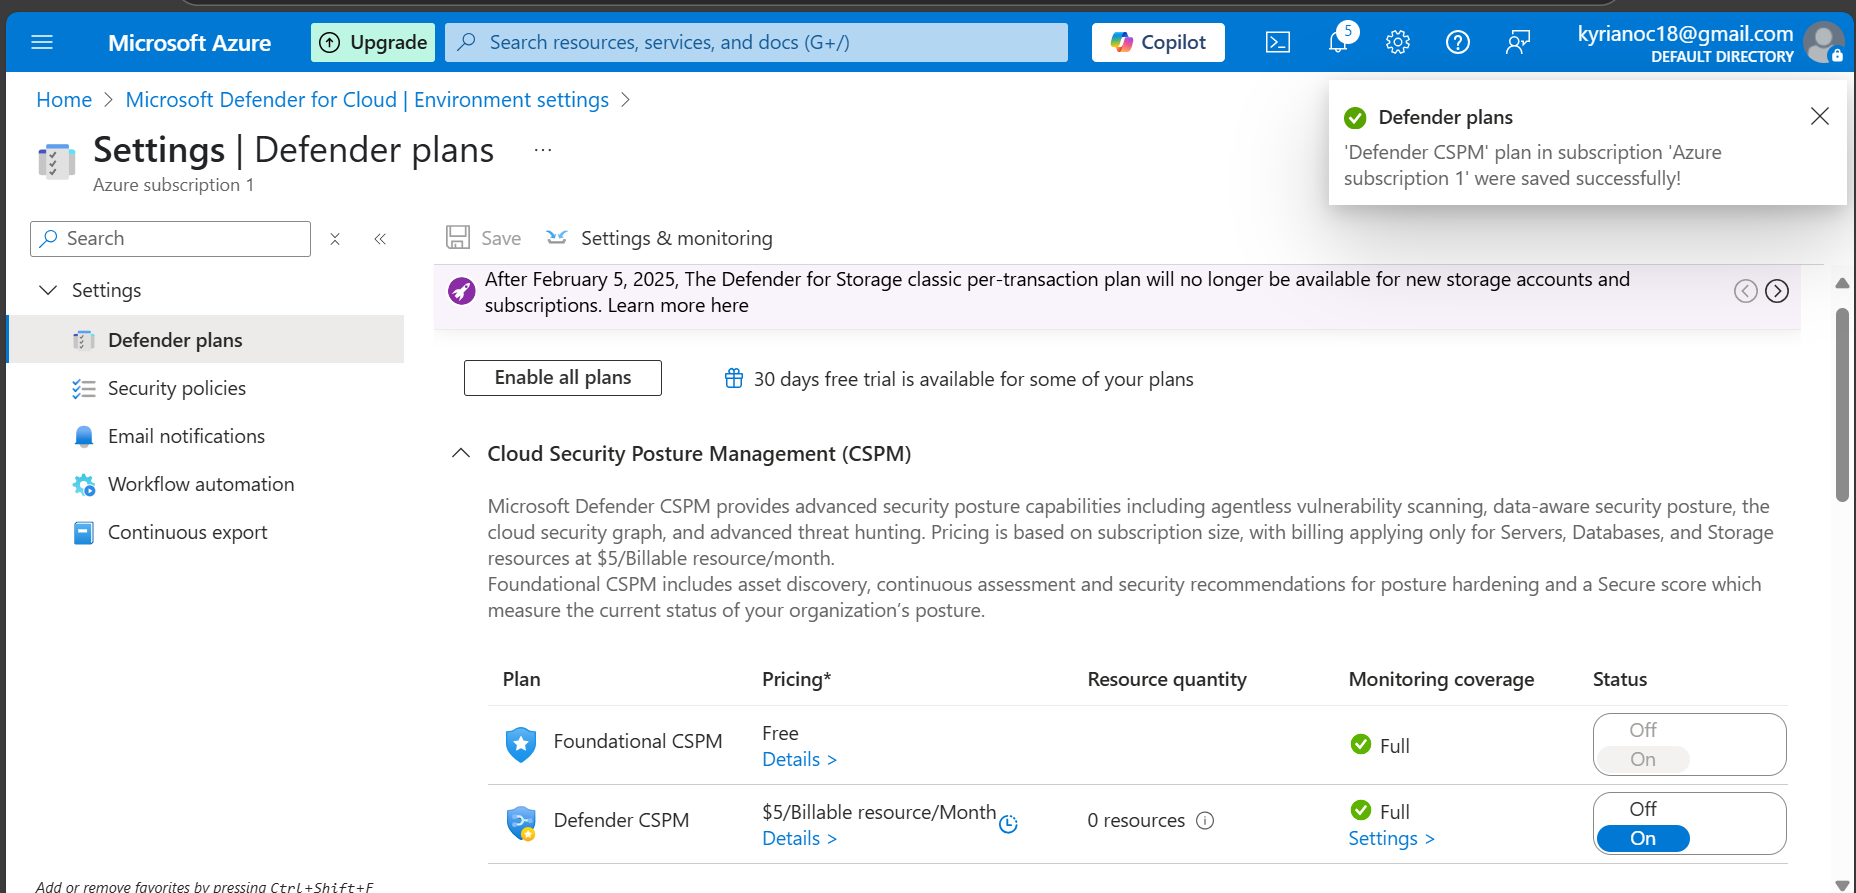 Microsoft Azure
Upgrade
Search resources, services, and docs (G+/)
Copilot
5
kyrianoc18@gmail.com
DEFAULT DIRECTORY
Home > Microsoft Defender for Cloud | Environment settings >
Settings | Defender plans ...
Azure subscription 1
Defender plans
'Defender CSPM' plan in subscription 'Azure
subscription 1' were saved successfully!
Search
Settings
Defender plans
Security policies
Email notifications
Workflow automation
Continuous export
Add or remove favorites by pressing Ctrl+Shift+F
Save
Settings & monitoring
After February 5, 2025, The Defender for Storage classic per-transaction plan will no longer be available for new storage accounts and
subscriptions. Learn more here
Enable all plans
30 days free trial is available for some of your plans
Cloud Security Posture Management (CSPM)
Microsoft Defender CSPM provides advanced security posture capabilities including agentless vulnerability scanning, data-aware security posture, the
cloud security graph, and advanced threat hunting. Pricing is based on subscription size, with billing applying only for Servers, Databases, and Storage
resources at $5/Billable resource/month.
Foundational CSPM includes asset discovery, continuous assessment and security recommendations for posture hardening and a Secure score which
measure the current status of your organization's posture.
Plan Pricing* Resource quantity Monitoring coverage Status
Foundational CSPM Free Full Off
Details > On
Defender CSPM $5/Billable resource/Month 0 resources Full Off
Details > Settings > On